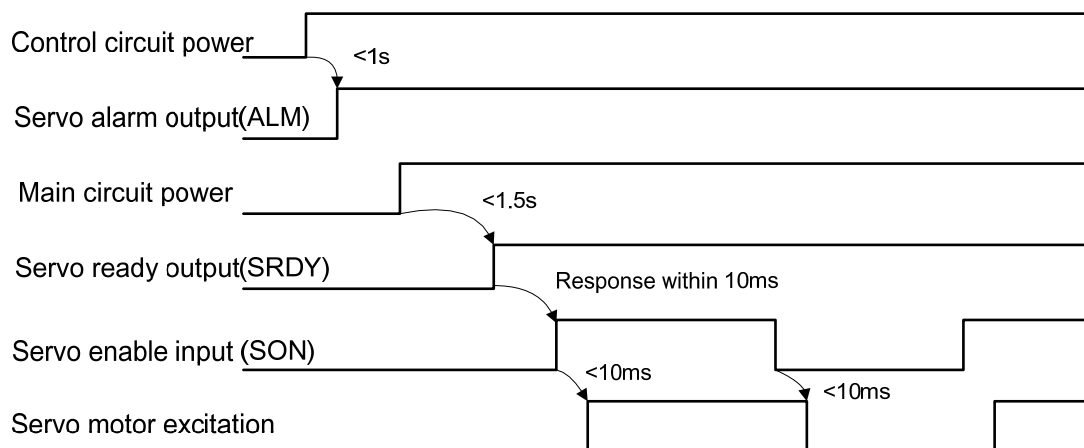 Control circuit power
<1s
Servo alarm output(ALM)
Main circuit power
<1.5s
Servo ready output(SRDY)
Response within 10ms
Servo enable input (SON)
<10ms
<10ms
Servo motor excitation